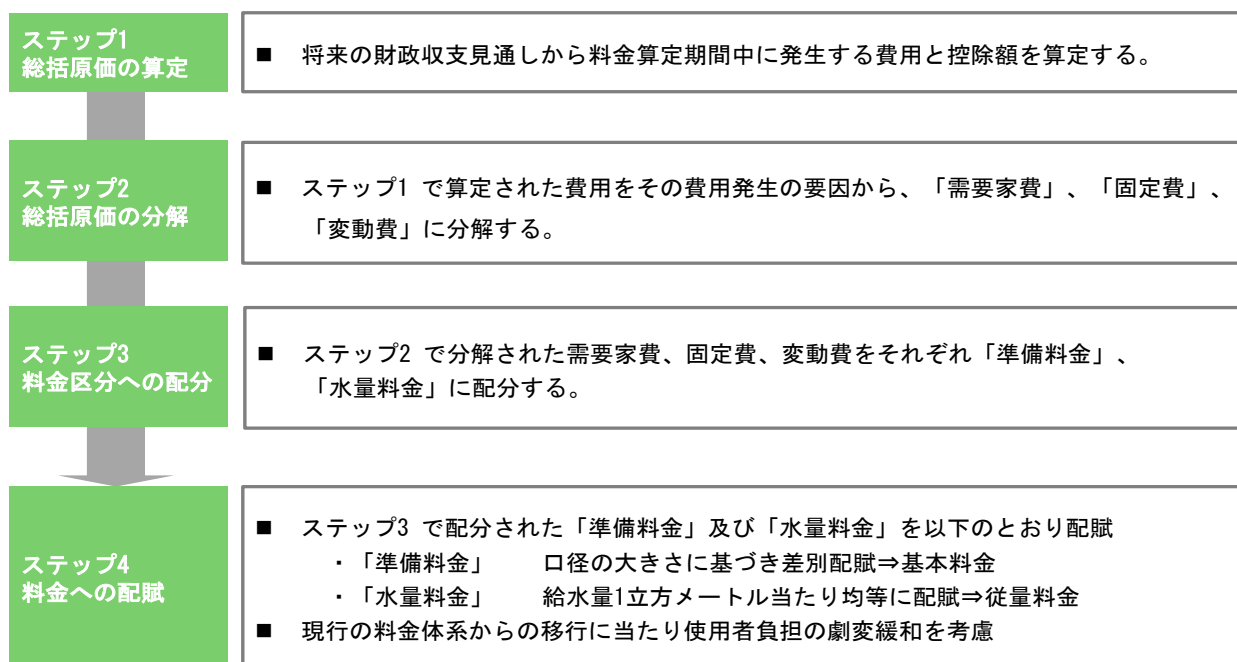 ステップ1
総括原価の算定
■ 将来の財政収支見通しから料金算定期間中に発生する費用と控除額を算定する。
ステップ2
総括原価の分解
■ ステップ1 で算定された費用をその費用発生の要因から、「需要家費」、「固定費」、
「変動費」に分解する。
ステップ3
料金区分への配分
■ ステップ2 で分解された需要家費、固定費、変動費をそれぞれ「準備料金」、
「水量料金」に配分する。
ステップ4
料金への配賦
■ ステップ3 で配分された「準備料金」及び「水量料金」を以下のとおり配賦
・「準備料金」 口径の大きさに基づき差別配賦⇒基本料金
・「水量料金」 給水量1立方メートル当たり均等に配賦⇒従量料金
■ 現行の料金体系からの移行に当たり使用者負担の劇変緩和を考慮